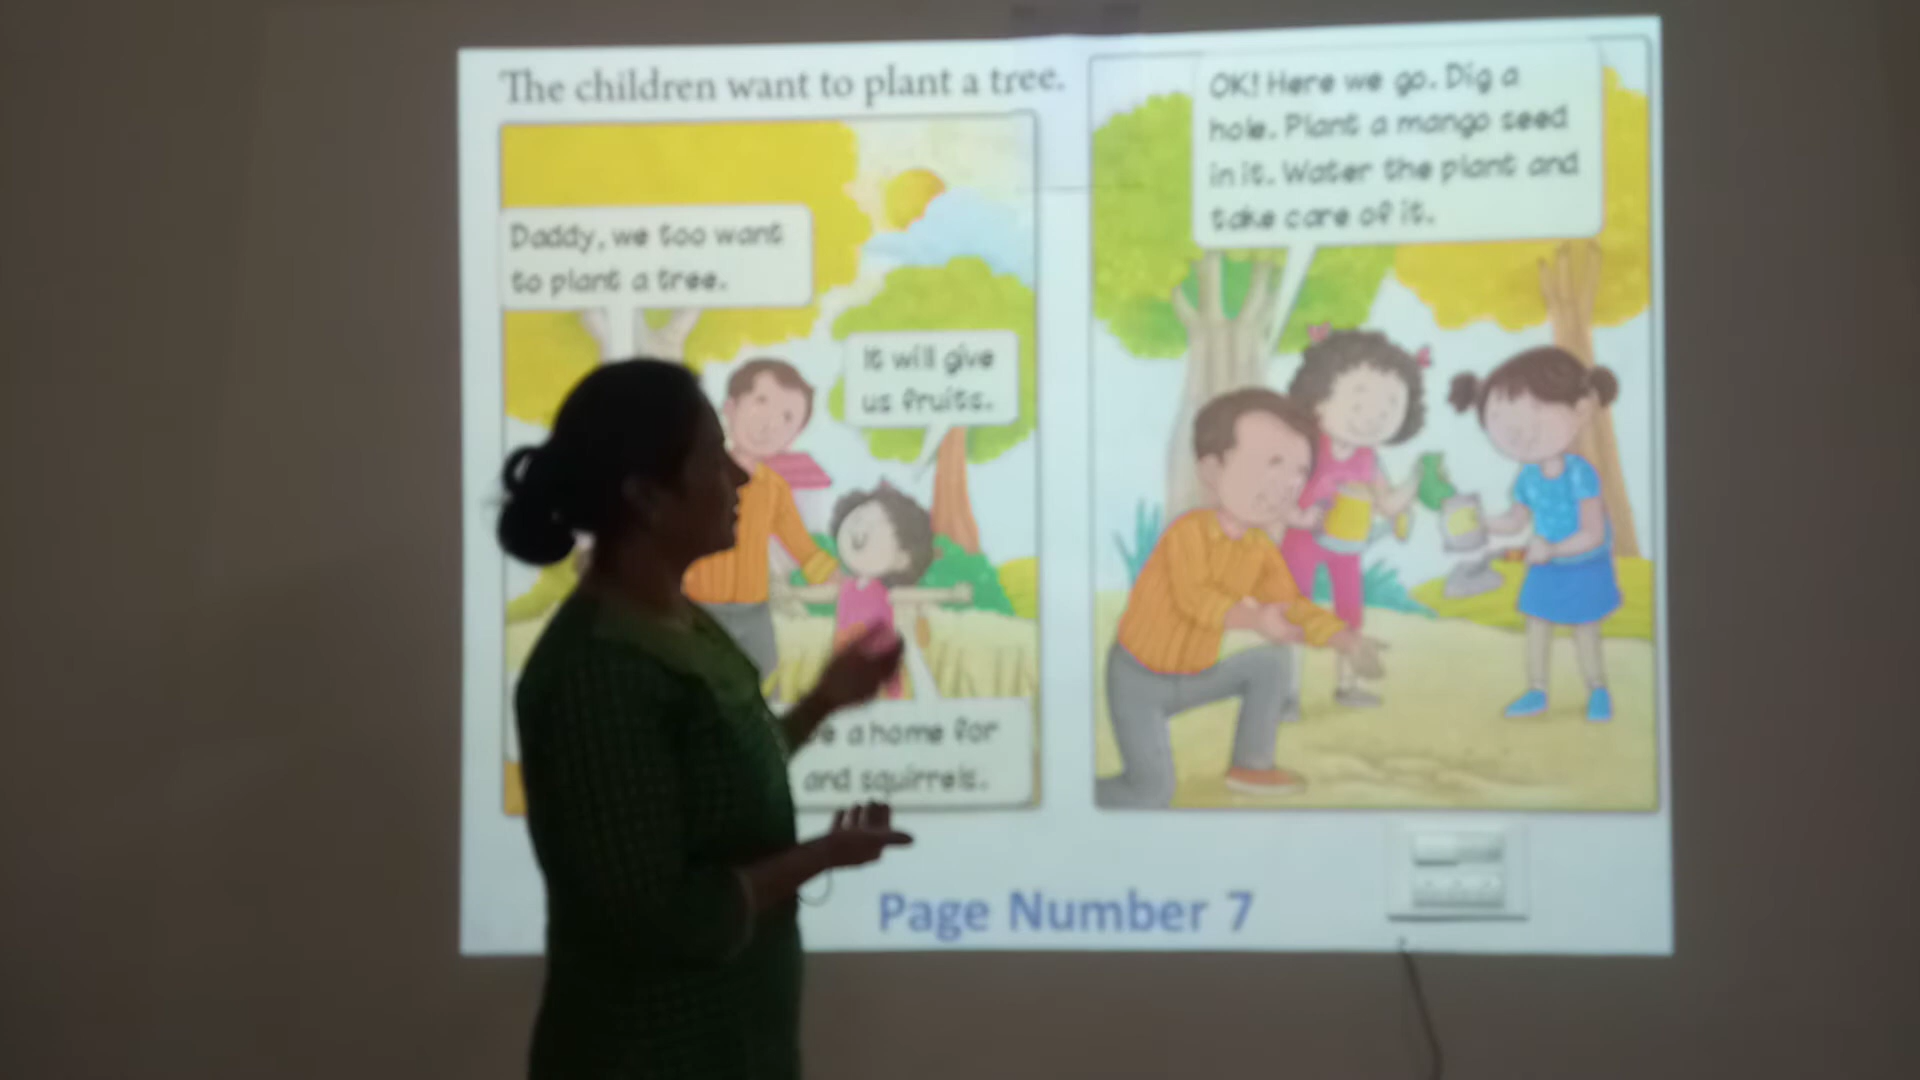 The children want to plant a tree.
Daddy, we too want
to plant a tree.
It will give
us fruits.
a home for
and squirrels.
OK! Here we go. Dig a
hole. Plant a mango seed
in it. Water the plant and
take care of it.
Page Number 7